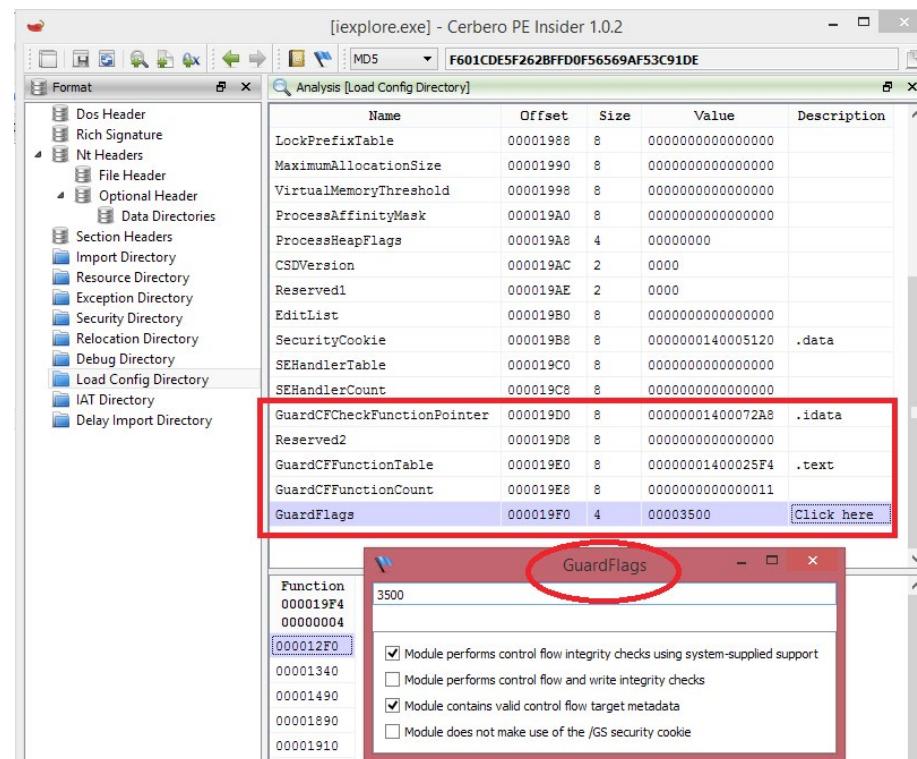 [iexplore.exe] - Cerbero PE Insider 1.0.2
MD5 F601CDE5F262BFFD0F56569AF53C91DE
Format
Analysis [Load Config Directory]
Dos Header
Rich Signature
Nt Headers
File Header
Optional Header
Data Directories
Section Headers
Import Directory
Resource Directory
Exception Directory
Security Directory
Relocation Directory
Debug Directory
Load Config Directory
IAT Directory
Delay Import Directory
Name Offset Size Value Description
LockPrefixTable 00001988 8 0000000000000000
MaximumAllocationSize 00001990 8 0000000000000000
VirtualMemoryThreshold 00001998 8 0000000000000000
ProcessAffinityMask 000019A0 8 0000000000000000
ProcessHeapFlags 000019A8 4 00000000
CSDVersion 000019AC 2 0000
Reserved1 000019AE 2 0000
EditList 000019B0 8 0000000000000000
SecurityCookie 000019B8 8 0000000140005120 .data
SEHandlerTable 000019C0 8 0000000000000000
SEHandlerCount 000019C8 8 0000000000000000
GuardCFCheckFunctionPointer 000019D0 8 00000001400072A8 .idata
Reserved2 000019D8 8 0000000000000000
GuardCFFunctionTable 000019E0 8 00000001400025F4 .text
GuardCFFunctionCount 000019E8 8 0000000000000011
GuardFlags 000019F0 4 00003500 Click here
Function
000019F4
00000004
000012F0
00001340
00001490
00001890
00001910
GuardFlags
3500
Module performs control flow integrity checks using system-supplied support
Module performs control flow and write integrity checks
Module contains valid control flow target metadata
Module does not make use of the /GS security cookie